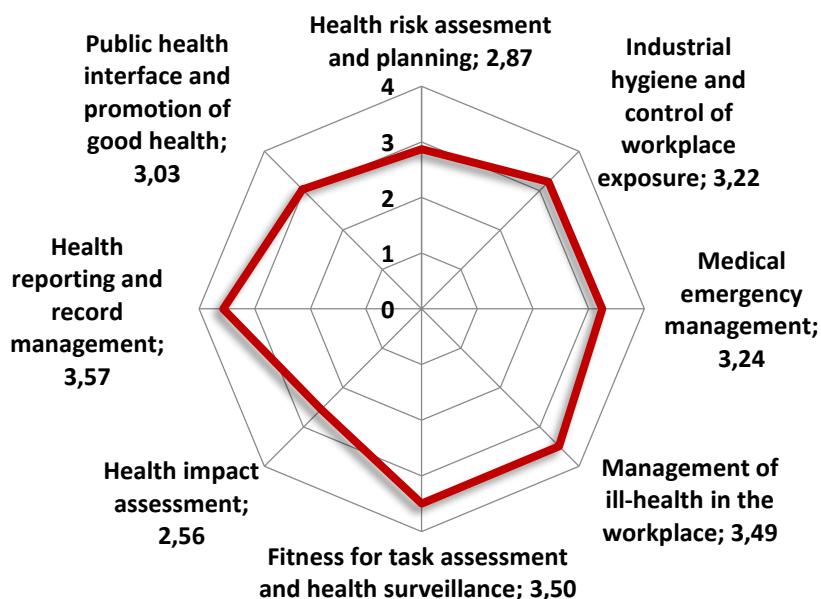 Health risk assesment
and planning; 2,87
Industrial
hygiene and
control of
workplace
exposure; 3,22
Medical
emergency
management;
3,24
Management of
ill-health in the
workplace; 3,49
Fitness for task assessment
and health surveillance; 3,50
Health impact
assessment;
2,56
Health
reporting and
record
management;
3,57
Public health
interface and
promotion of
good health;
3,03
4
3
2
1
0